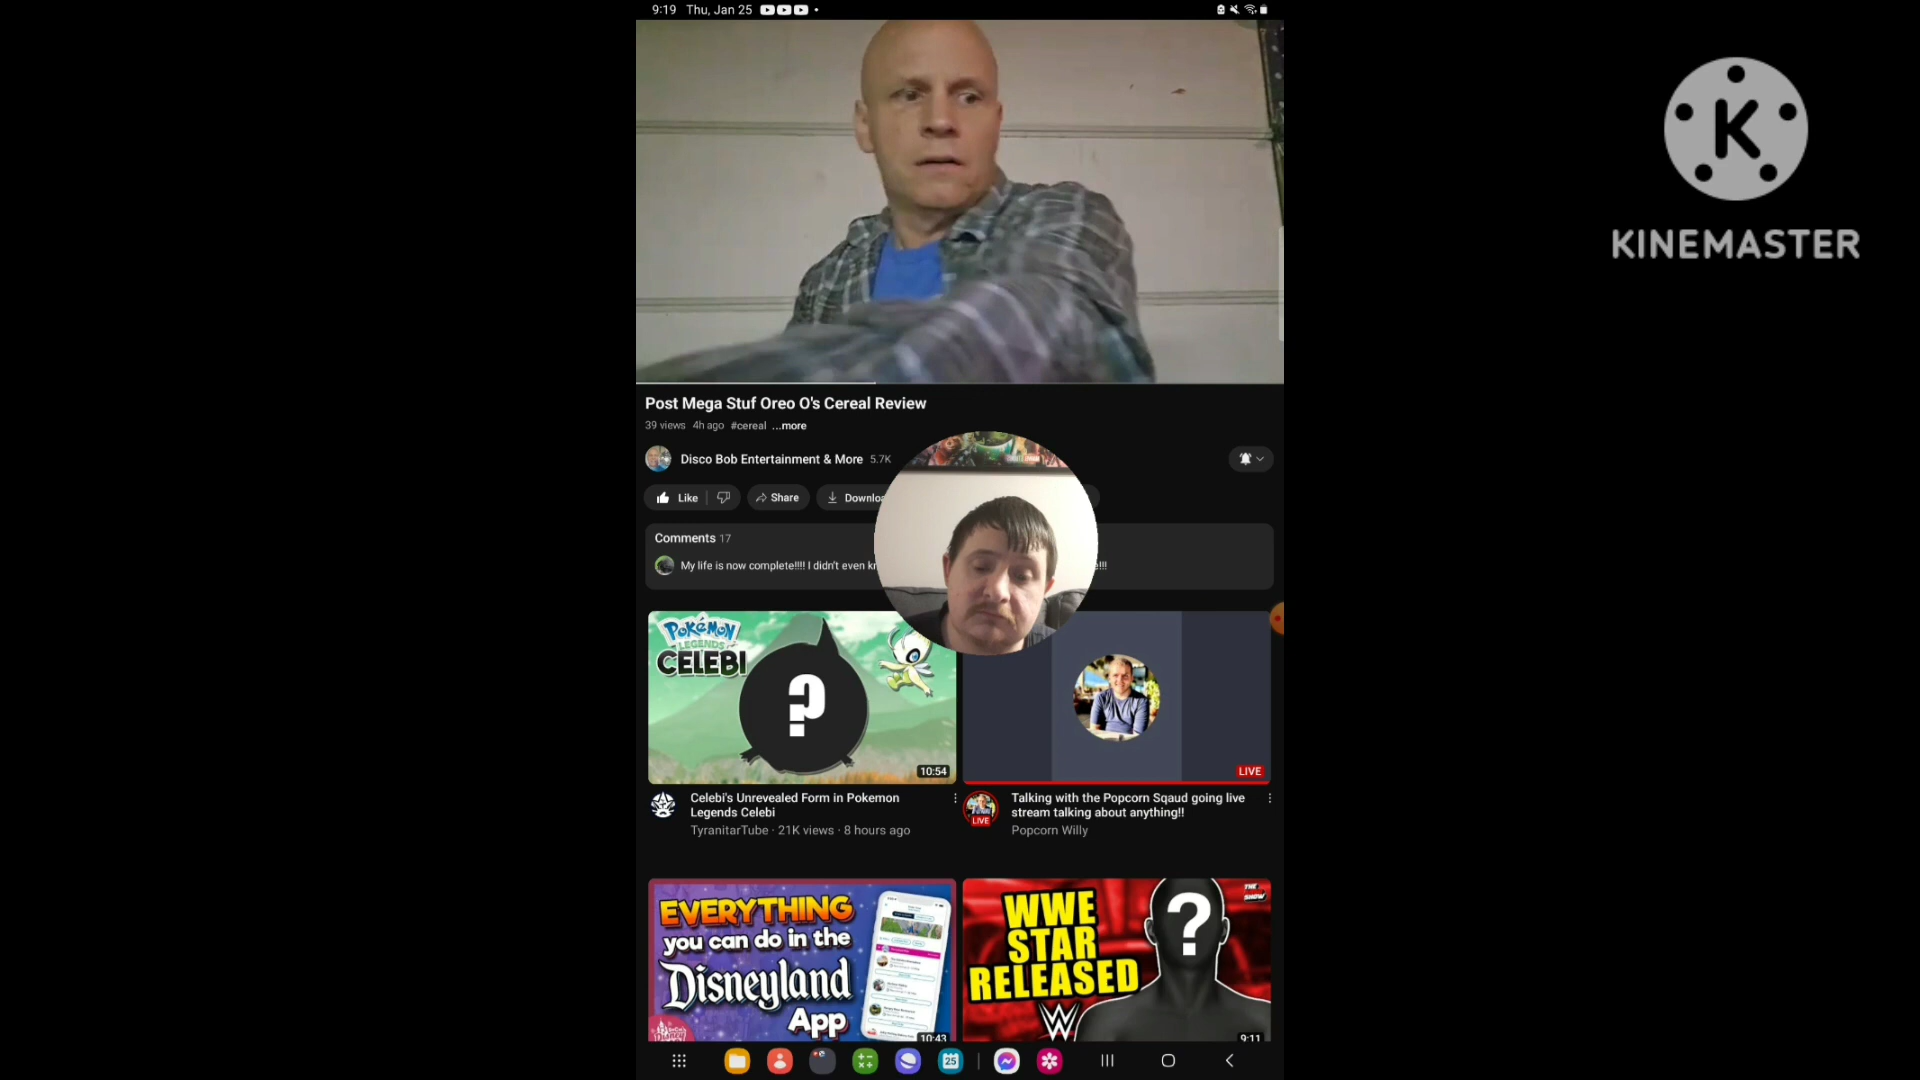 9:19 Thu, Jan 25
K
KINEMASTER
Post Mega Stuf Oreo O's Cereal Review
39 views 4h ago #cereal ...more
Disco Bob Entertainment & More 5.7K
Like
Share
Comments 17
My life is now complete!!!! I didn't even
!!!
POKéMON
LEGENDS
CELEBI
?
10:54
LIVE
Celebi's Unrevealed Form in Pokemon
Legends Celebi
TyranitarTube · 21K views · 8 hours ago
LIVE
Talking with the Popcorn Sqaud going live
stream talking about anything!!
Popcorn Willy
EVERYTHING
you can do in the
Disneyland
App
10:43
WWE
STAR
RELEASED
W
?
THE
SHOW
9:11
25